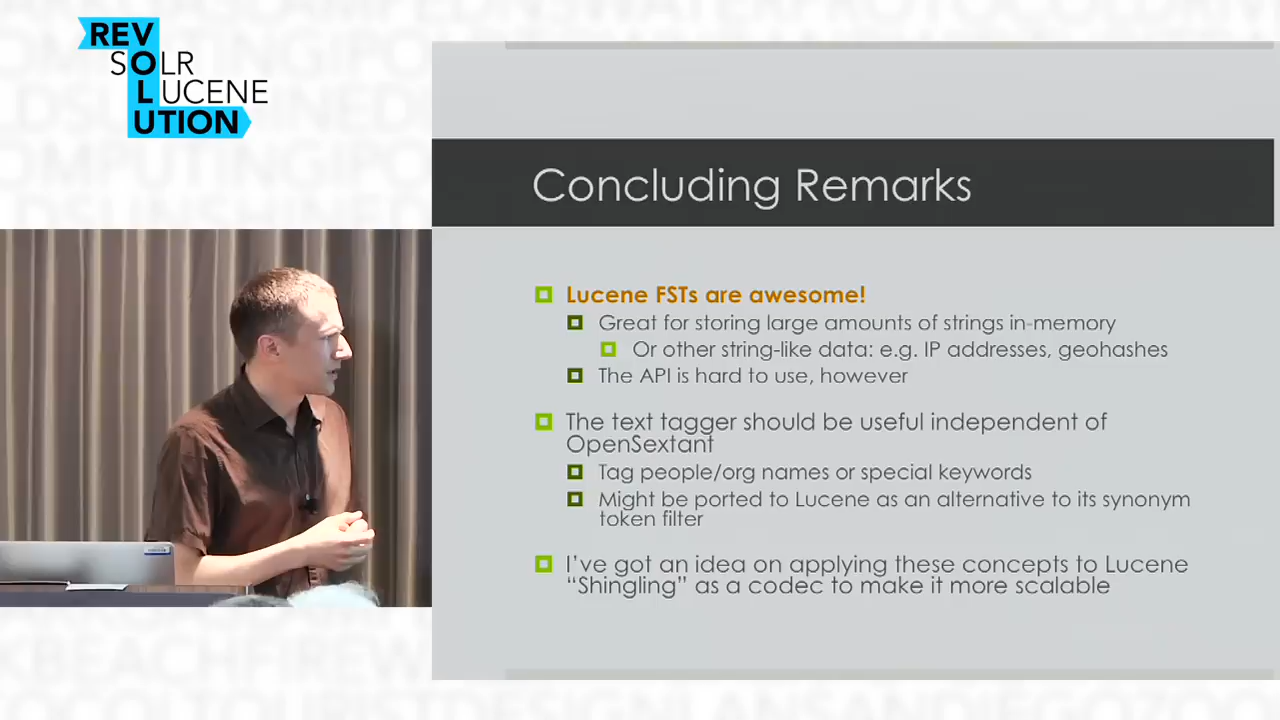 REV
SOLR
LUCENE
UTION
Concluding Remarks
Lucene FSTs are awesome!
Great for storing large amounts of strings in-memory
Or other string-like data: e.g. IP addresses, geohashes
The API is hard to use, however
The text tagger should be useful independent of
OpenSextant
Tag people/org names or special keywords
Might be ported to Lucene as an alternative to its synonym
token filter
I've got an idea on applying these concepts to Lucene
“Shingling” as a codec to make it more scalable